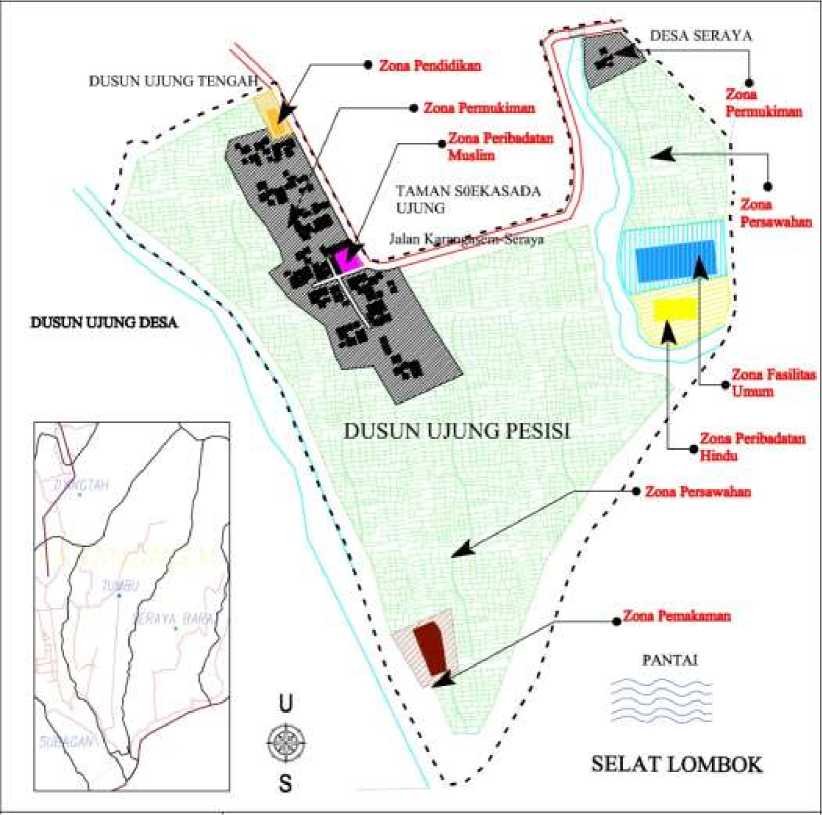 DESA SERAYA
Zona Pendidikan
DUSUN UJUNG TENGAH
Zona
Permukiman
Zona Permukiman
Zona Peribadatan
Muslim
TAMAN S0EKASADA
UJUNG
Zona
Persawahan
Jalan Karangasem-Seraya
DUSUN UJUNG DESA
Zona Fasilitas
Umum
DUSUN UJUNG PESISI
Zona Peribadatan
Hindu
Zona Persawahan
TUMBU
SERAYA BARA
SUBAGAN
Zona Pemakaman
PANTAI
U
S
SELAT LOMBOK